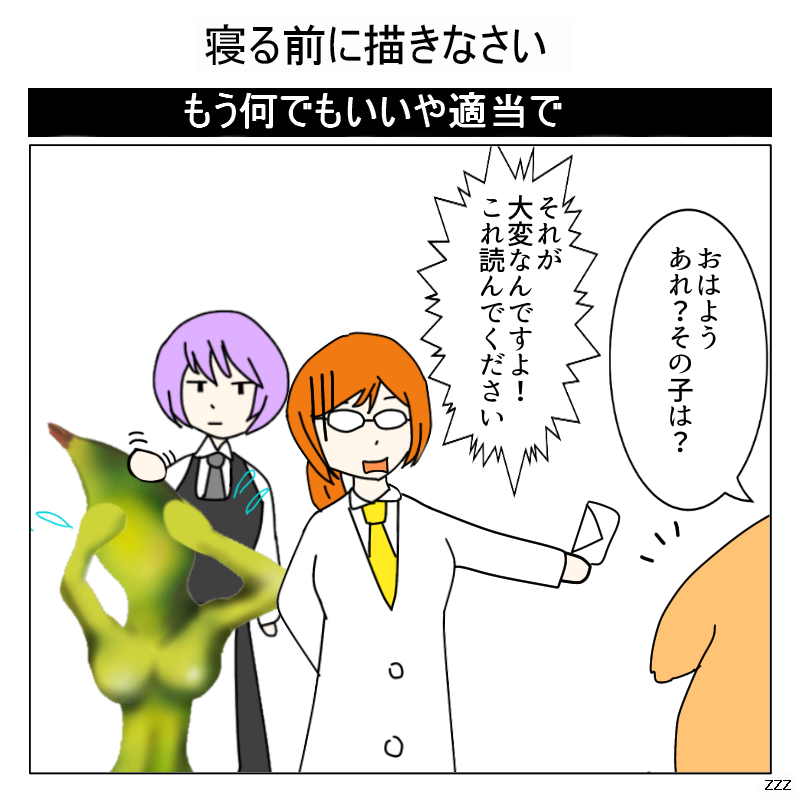 寝る前に描きなさい
もう何でもいいや適当で
おはよう
あれ?その子は?
それが
大変なんですよ!
これ読んでください
zzz